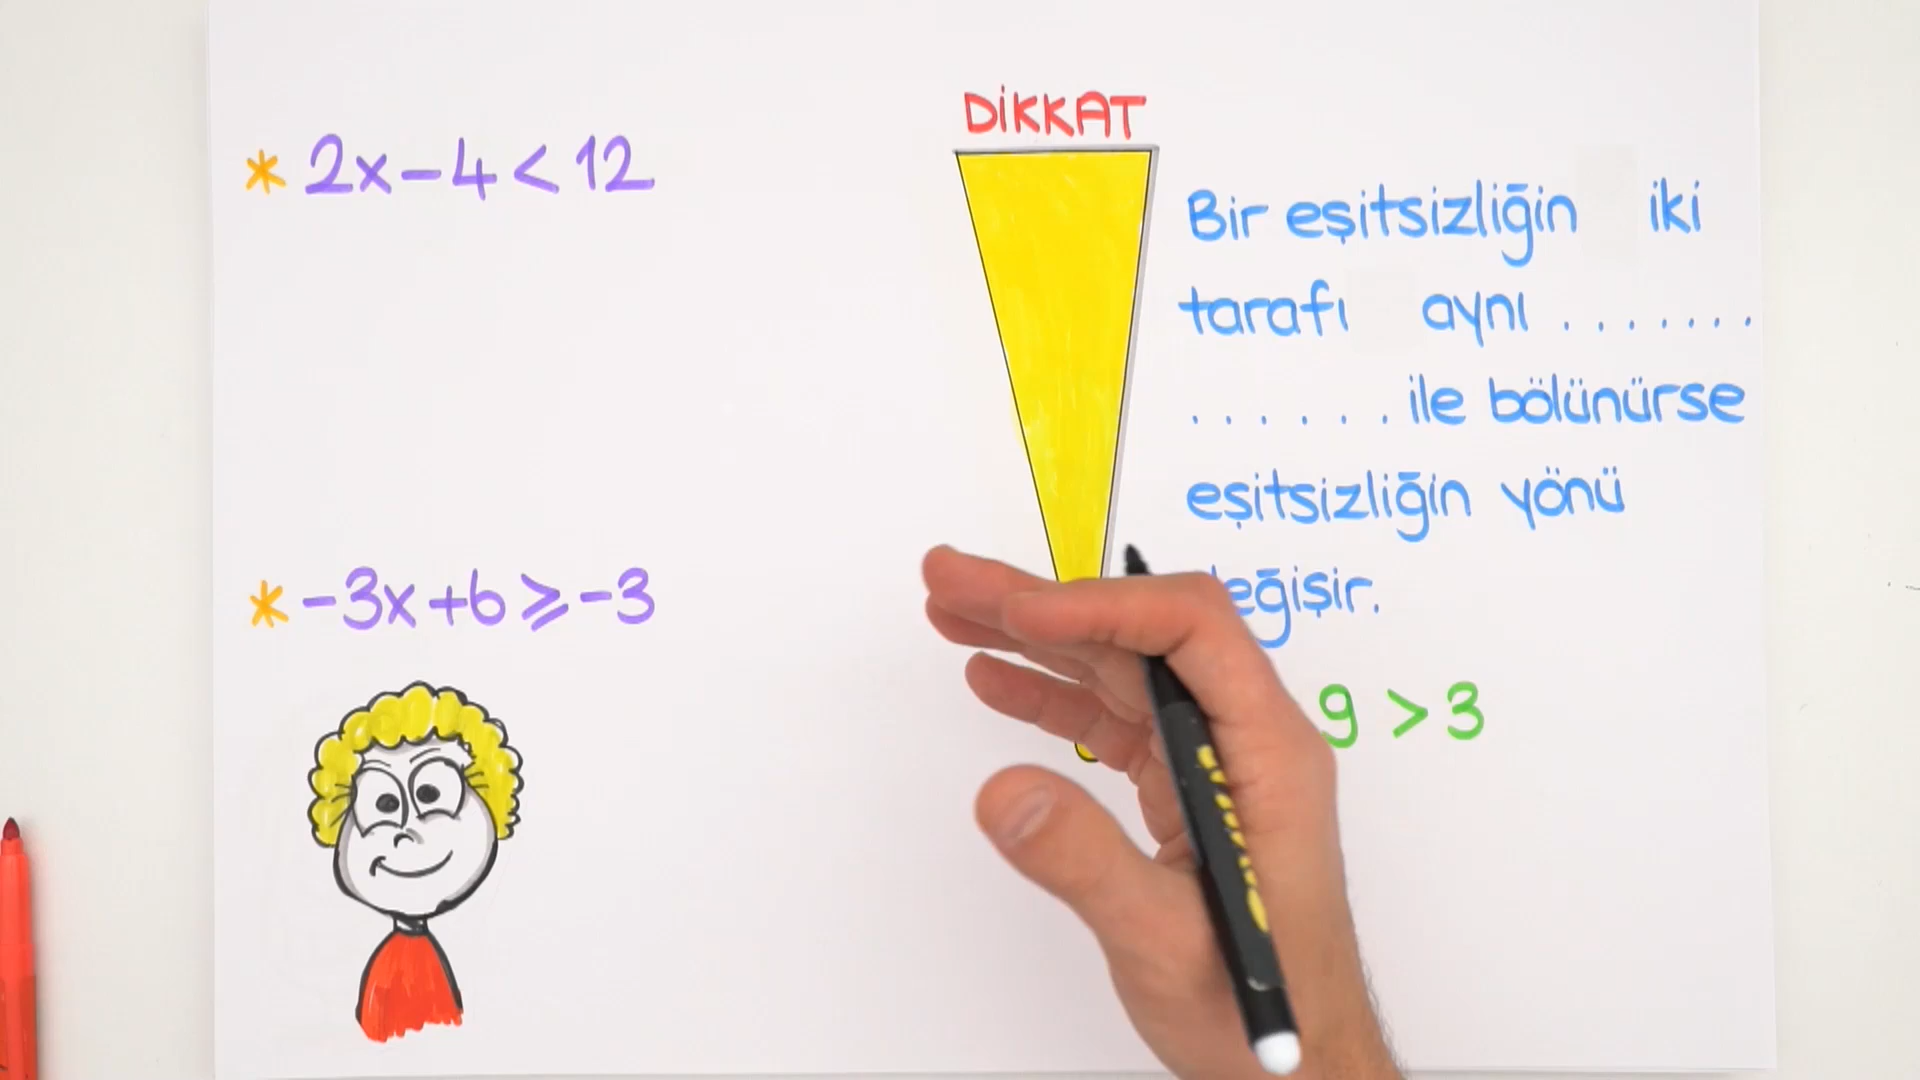 * 2x-4<12
* -3x+6⩾-3
DİKKAT
Bir eşitsizliğin iki
tarafı aynı .......
...... ile bölünürse
eşitsizliğin yönü
değişir.
9 > 3